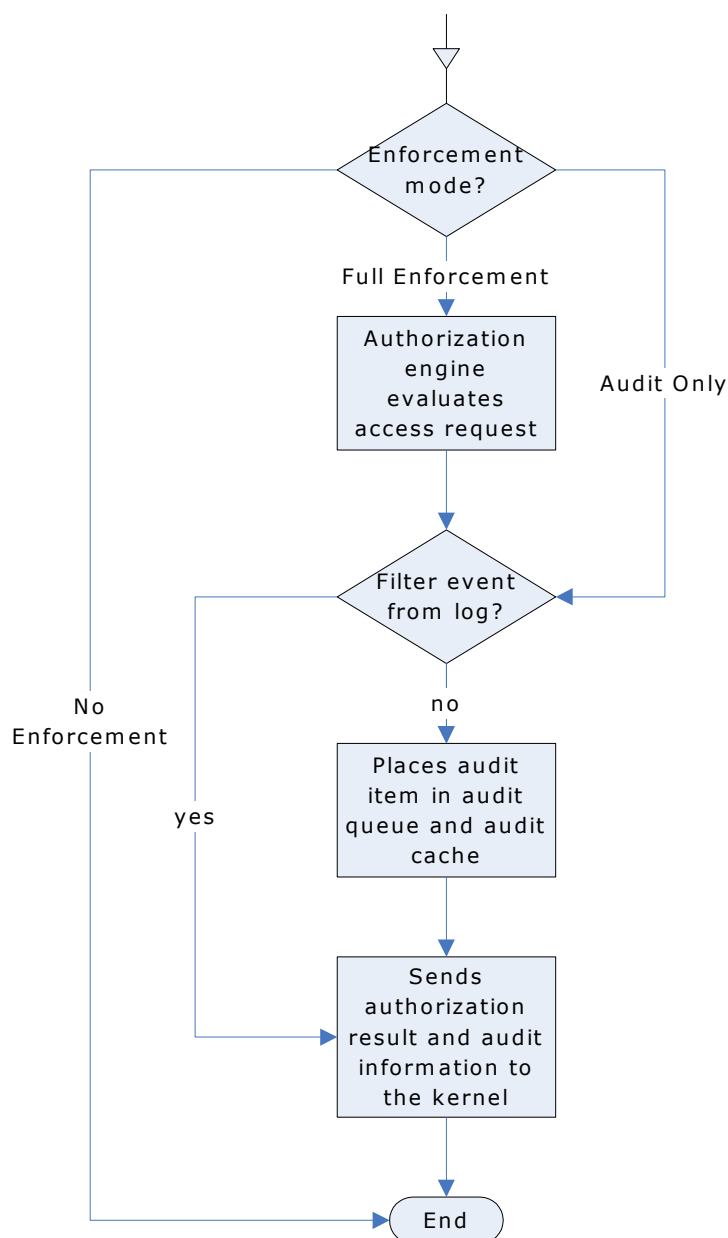 Enforcement
mode?
Full Enforcement
Authorization
engine
evaluates
access request
Audit Only
Filter event
from log?
No
Enforcement
no
Places audit
item in audit
queue and audit
cache
yes
Sends
authorization
result and audit
information to
the kernel
End